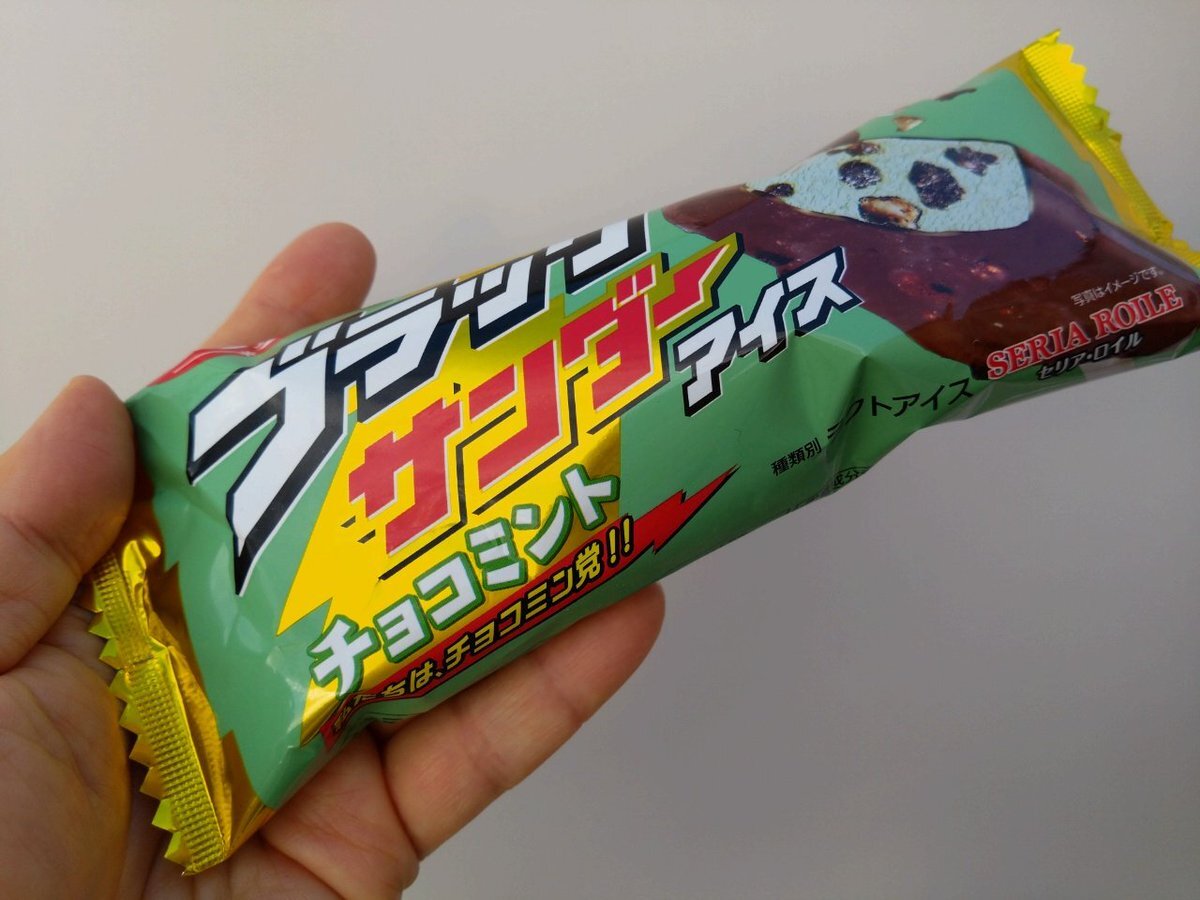 ブラック
サンダー
アイス
チョコミント
私たちは、チョコミン党!!
写真はイメージです。
SERIA ROILE
セリア・ロイル
種類別 ラクトアイス